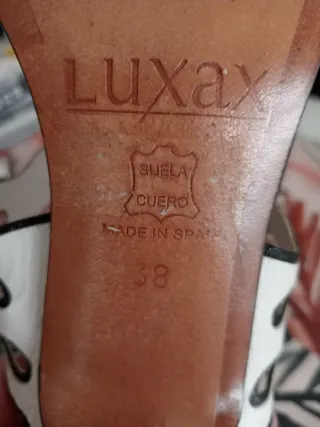 Luxax
SUELA
CUERO
MADE IN SPAIN
38